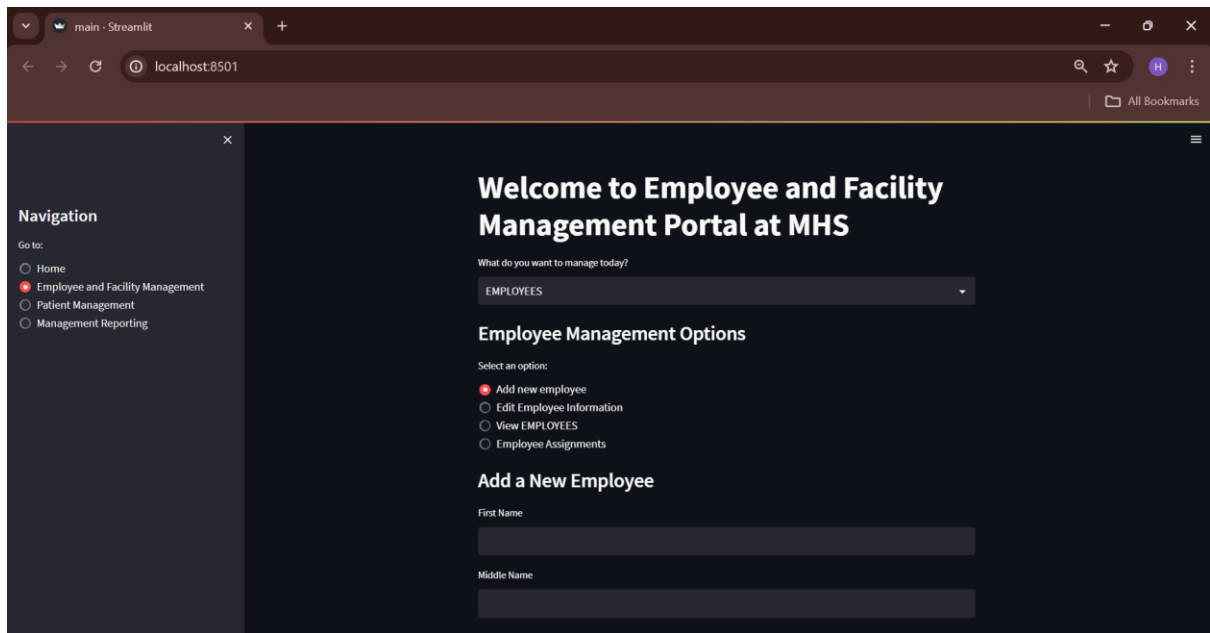 main · Streamlit
localhost:8501
H
All Bookmarks
Navigation
Go to:
Home
Employee and Facility Management
Patient Management
Management Reporting
Welcome to Employee and Facility
Management Portal at MHS
What do you want to manage today?
EMPLOYEES
Employee Management Options
Select an option:
Add new employee
Edit Employee Information
View EMPLOYEES
Employee Assignments
Add a New Employee
First Name
Middle Name